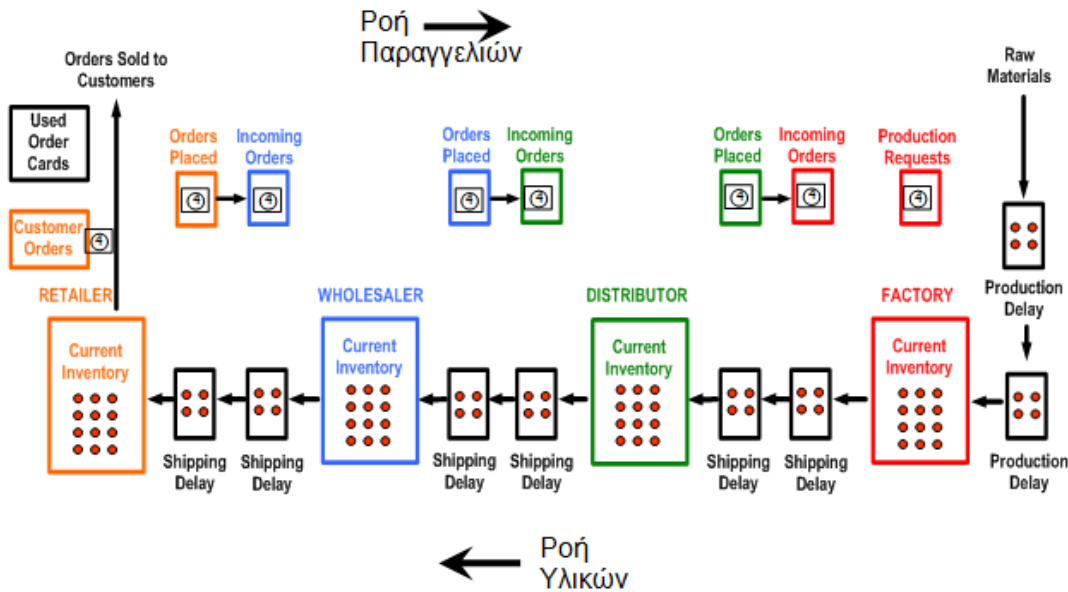 Ροή
Παραγγελιών
Orders Sold to
Customers
Raw
Materials
Used
Order
Cards
Orders
Placed
Incoming
Orders
Orders
Placed
Incoming
Orders
Orders
Placed
Incoming
Orders
Production
Requests
4
4
4
4
4
4
4
Customer
Orders
4
Production
Delay
RETAILER
WHOLESALER
DISTRIBUTOR
FACTORY
Current
Inventory
Current
Inventory
Current
Inventory
Current
Inventory
Shipping
Delay
Shipping
Delay
Shipping
Delay
Shipping
Delay
Shipping
Delay
Shipping
Delay
Production
Delay
Ροή
Υλικών